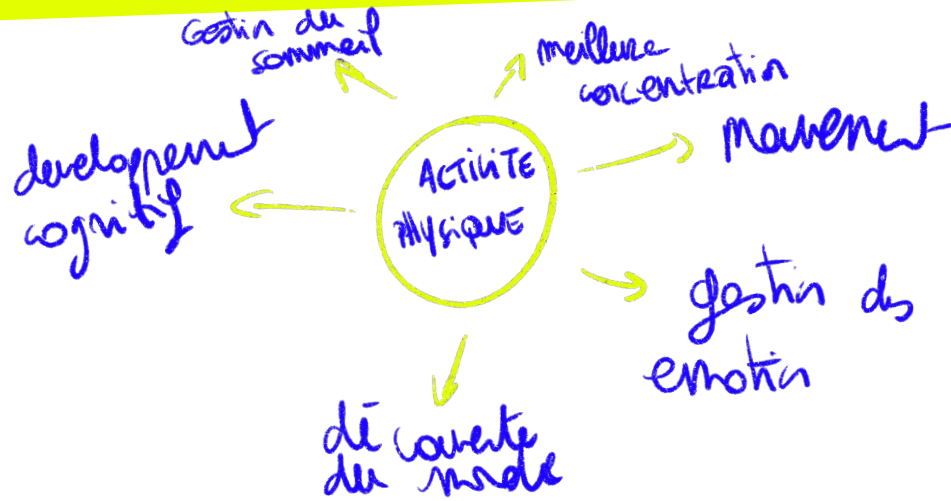 Gestion du
sommeil
meilleure
concentration
Mouvement
developpement
cognitif
ACTIVITE
PHYSIQUE
gestion des
emotion
découverte
du monde